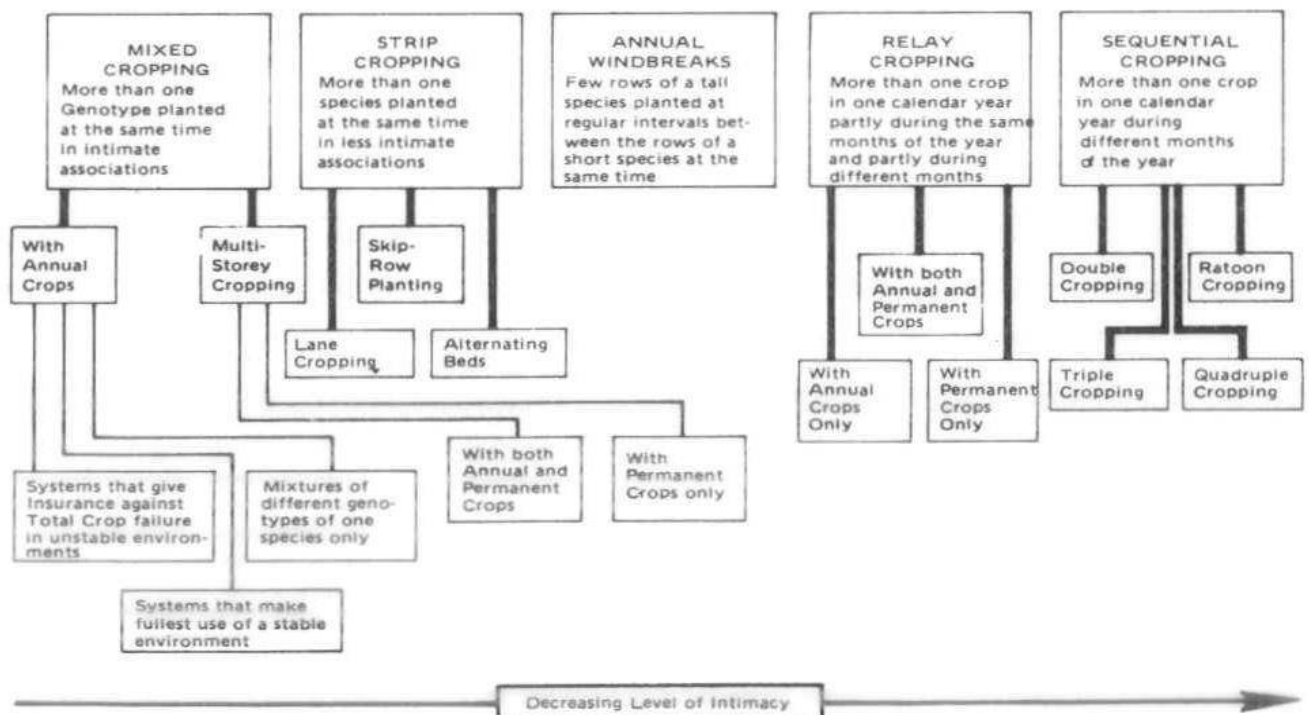 MIXED
CROPPING
More than one
Genotype planted
at the same time
in intimate
associations
STRIP
CROPPING
More than one
species planted
at the same time
in less intimate
associations
ANNUAL
WINDBREAKS
Few rows of a tall
species planted at
regular intervals bet-
ween the rows of a
short species at the
same time
RELAY
CROPPING
More than one crop
in one calendar year
partly during the same
months of the year
and partly during
different months
SEQUENTIAL
CROPPING
More than one crop
in one calendar
year during
different months
of the year
With
Annual
Crops
Multi-
Storey
Cropping
Skip-
Row
Planting
Lane
Cropping
Alternating
Beds
With both
Annual and
Permanent
Crops
With
Annual
Crops
Only
With
Permanent
Crops
Only
Double
Cropping
Ratoon
Cropping
Triple
Cropping
Quadruple
Cropping
Systems that give
Insurance against
Total Crop failure
in unstable environ-
ments
Mixtures of
different geno-
types of one
species only
With both
Annual and
Permanent
Crops
With
Permanent
Crops only
Systems that make
fullest use of a stable
environment
Decreasing Level of Intimacy